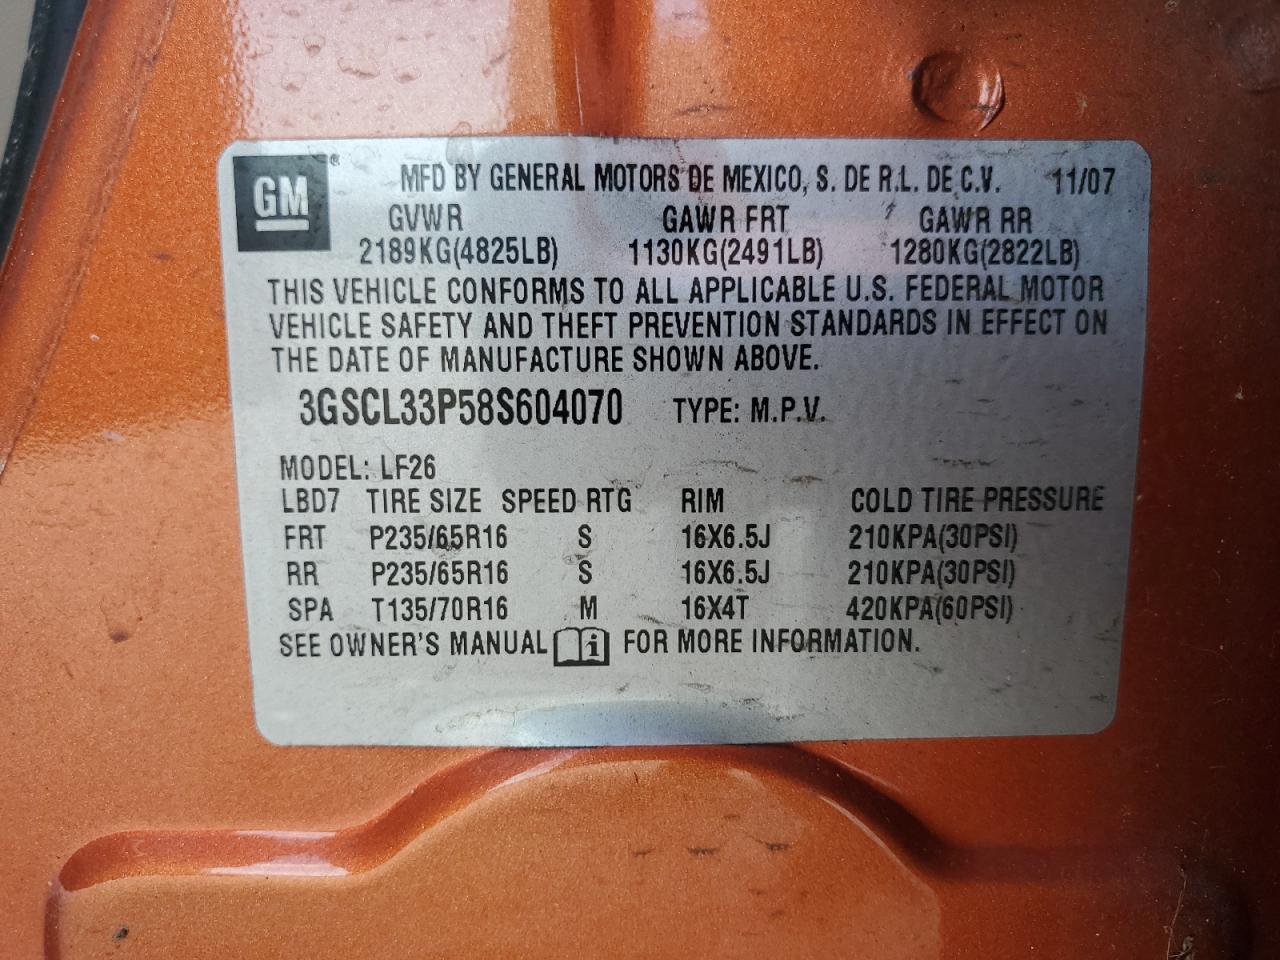 GM® MFD BY GENERAL MOTORS DE MEXICO, S. DE R.L. DE C.V. 11/07
GVWR GAWR FRT GAWR RR
2189KG(4825LB) 1130KG(2491LB) 1280KG(2822LB)
THIS VEHICLE CONFORMS TO ALL APPLICABLE U.S. FEDERAL MOTOR
VEHICLE SAFETY AND THEFT PREVENTION STANDARDS IN EFFECT ON
THE DATE OF MANUFACTURE SHOWN ABOVE.
3GSCL33P58S604070 TYPE: M.P.V.
MODEL: LF26
LBD7 TIRE SIZE SPEED RTG RIM COLD TIRE PRESSURE
FRT P235/65R16 S 16X6.5J 210KPA(30PSI)
RR P235/65R16 S 16X6.5J 210KPA(30PSI)
SPA T135/70R16 M 16X4T 420KPA(60PSI)
SEE OWNER'S MANUAL i FOR MORE INFORMATION.